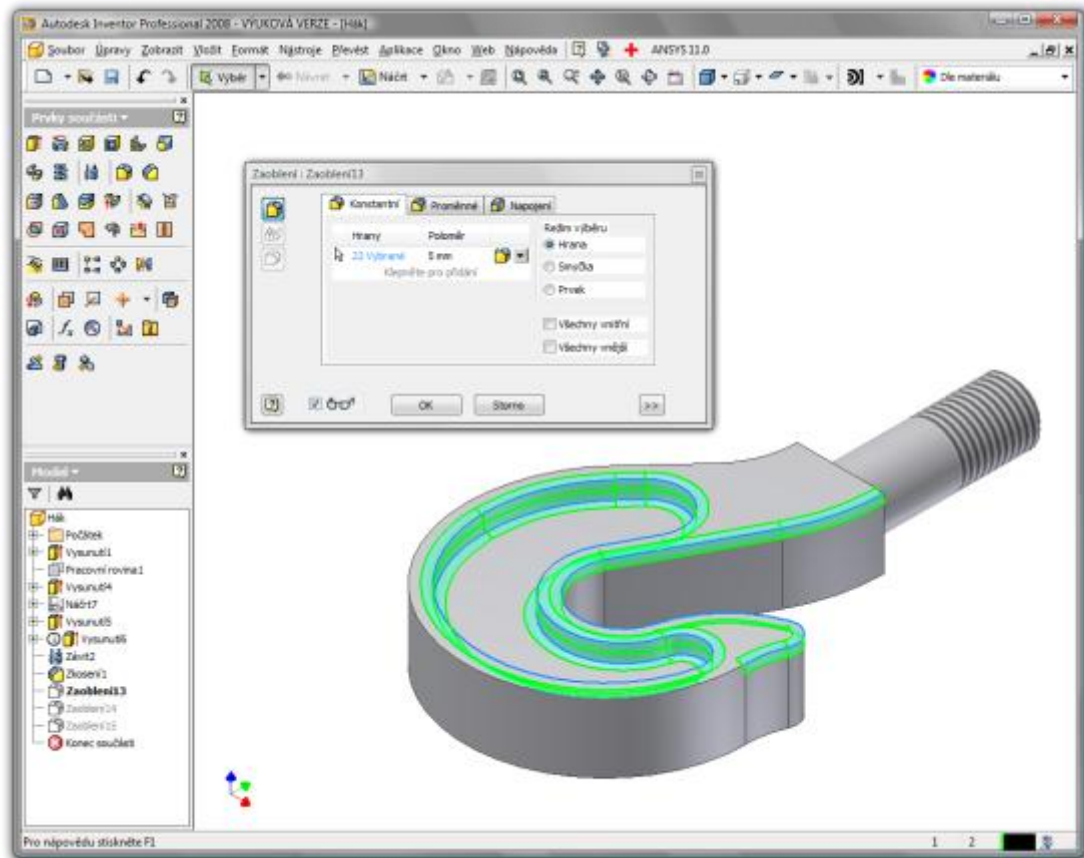 Autodesk Inventor Professional 2008 - VÝUKOVÁ VERZE - [Hák]
Soubor Úpravy Zobrazit Vložit Formát Nástroje Převést Aplikace Okno Web Nápověda ANSYS 11.0
Výběr Návrat Náčrt Dle materiálu
Prvky součásti
Zaoblení : Zaoblení13
Konstantní Proměnné Napojení
Hrany Poloměr
22 Vybrané 5 mm
Klepněte pro přidání
Režim výběru
Hrana
Smyčka
Prvek
Všechny vnitřní
Všechny vnější
OK Storno >>
Model
Hák
Počátek
Vysunutí1
Pracovní rovina1
Vysunutí4
Náčrt7
Vysunutí5
Vysunutí6
Závit2
Zkosení1
Zaoblení13
Zaoblení14
Zaoblení15
Konec součásti
Pro nápovědu stiskněte F1
1 2